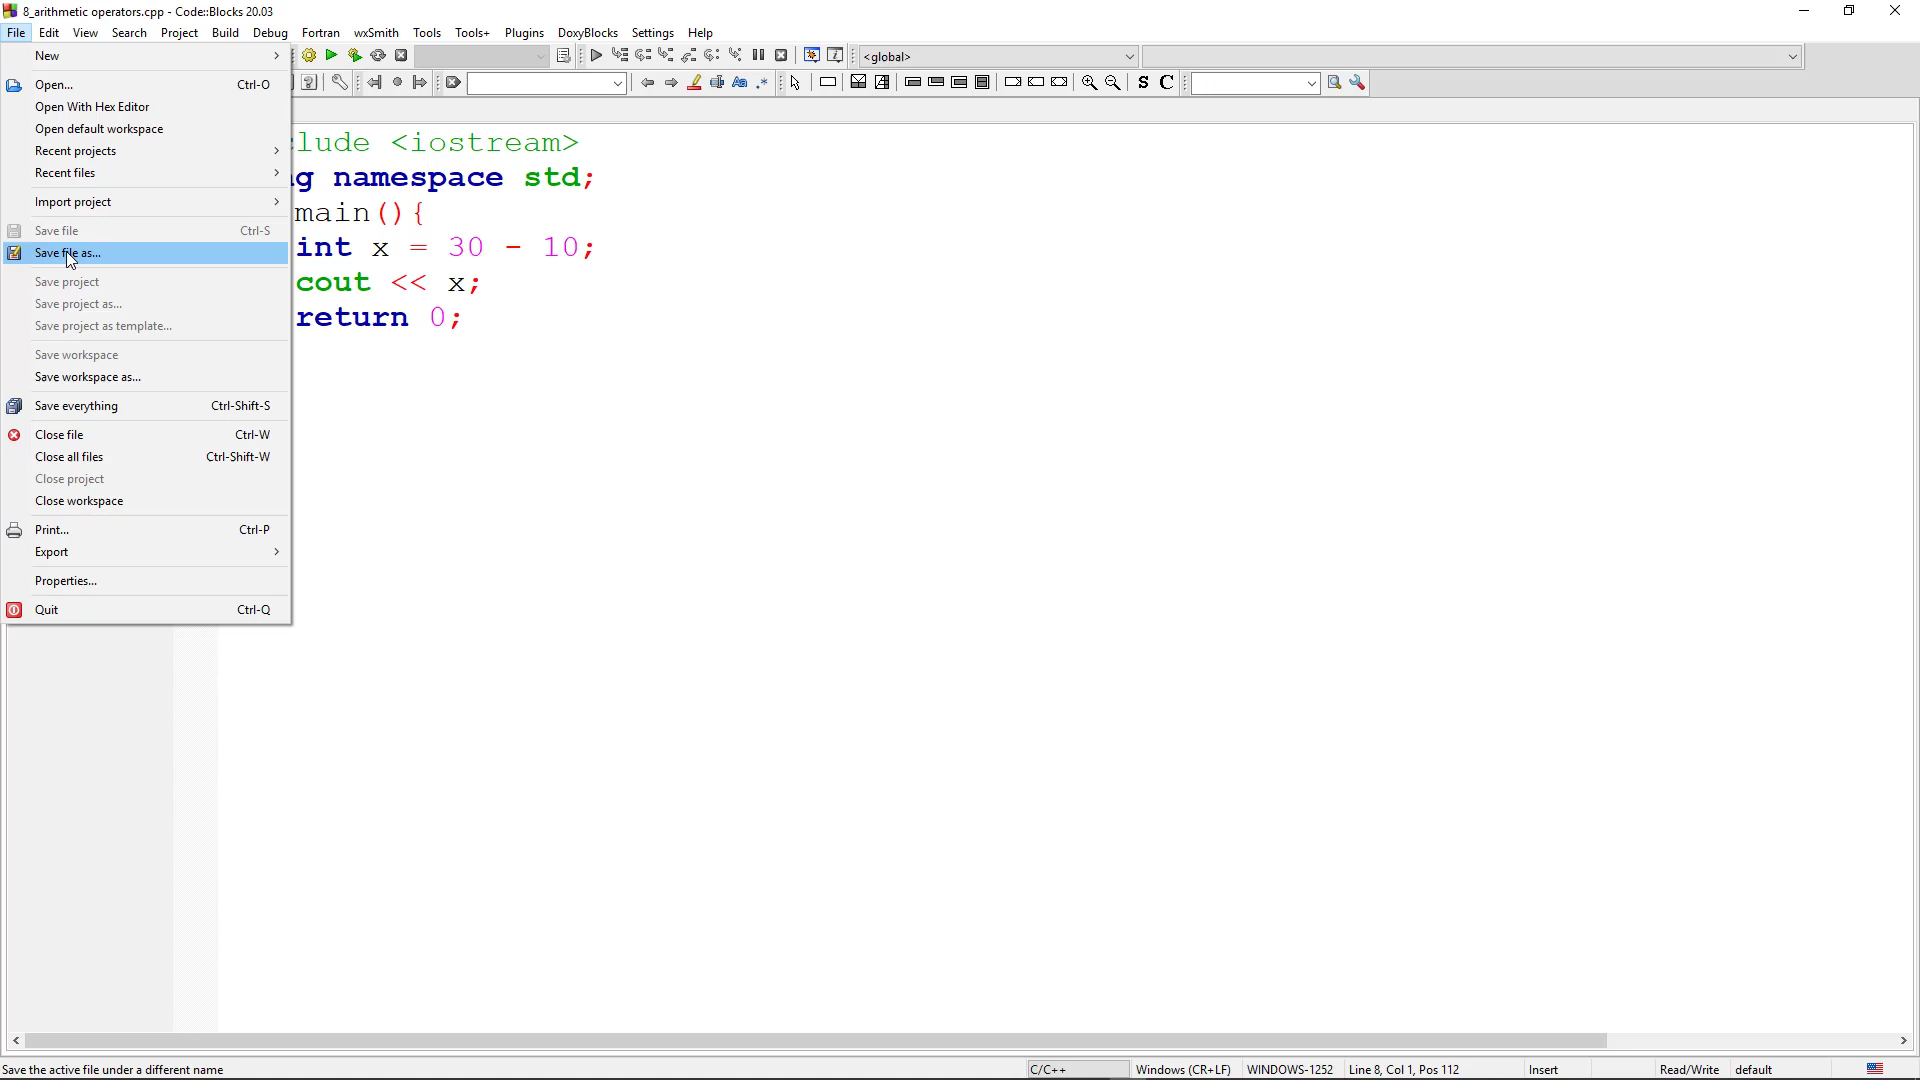 8_arithmetic operators.cpp - Code::Blocks 20.03
File Edit View Search Project Build Debug Fortran wxSmith Tools Tools+ Plugins DoxyBlocks Settings Help
<global>
S C
New
Open... Ctrl-O
Open With Hex Editor
Open default workspace
Recent projects
Recent files
Import project
Save file Ctrl-S
Save file as...
Save project
Save project as...
Save project as template...
Save workspace
Save workspace as...
Save everything Ctrl-Shift-S
Close file Ctrl-W
Close all files Ctrl-Shift-W
Close project
Close workspace
Print... Ctrl-P
Export
Properties...
Quit Ctrl-Q
clude <iostream>
ng namespace std;
main(){
int x = 30 - 10;
cout << x;
return 0;
Save the active file under a different name C/C++ Windows (CR+LF) WINDOWS-1252 Line 8, Col 1, Pos 112 Insert Read/Write default